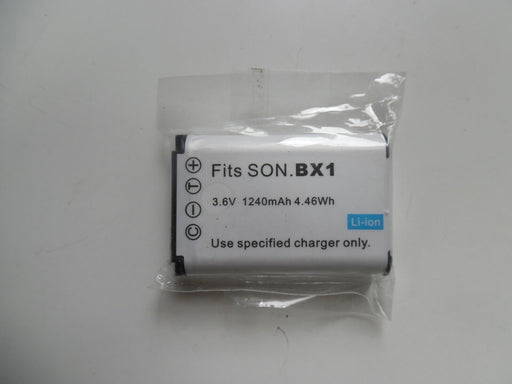 Fits SON.BX1
3.6V 1240mAh 4.46Wh
Li-ion
Use specified charger only.
+ T - C